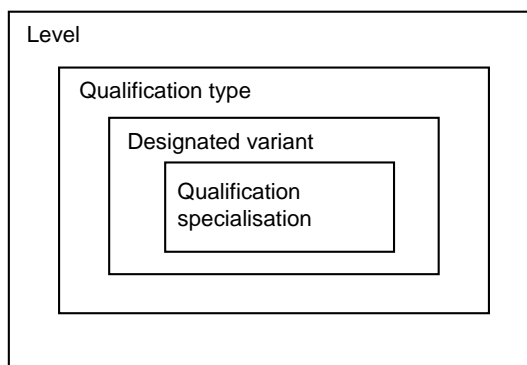 Level
Qualification type
Designated variant
Qualification
specialisation